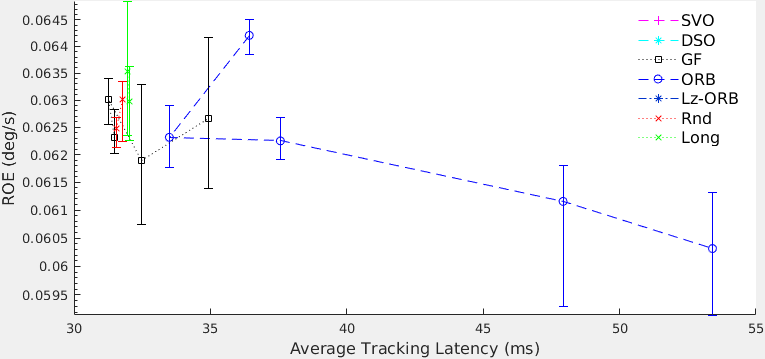 0.0645
0.064
0.0635
0.063
0.0625
0.062
0.0615
0.061
0.0605
0.06
0.0595
ROE (deg/s)
30
35
40
45
50
55
Average Tracking Latency (ms)
SVO
DSO
GF
ORB
Lz-ORB
Rnd
Long